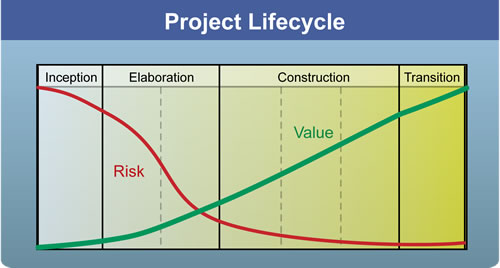 Project Lifecycle
Inception Elaboration Construction Transition
Value
Risk